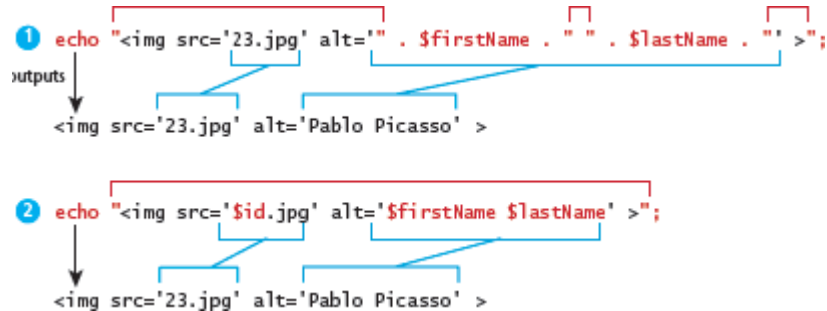 1 echo "<img src='23.jpg' alt='" . $firstName . " " . $lastName . "' >";
outputs
<img src='23.jpg' alt='Pablo Picasso' >
2 echo "<img src='$id.jpg' alt='$firstName $lastName' >";
<img src='23.jpg' alt='Pablo Picasso' >